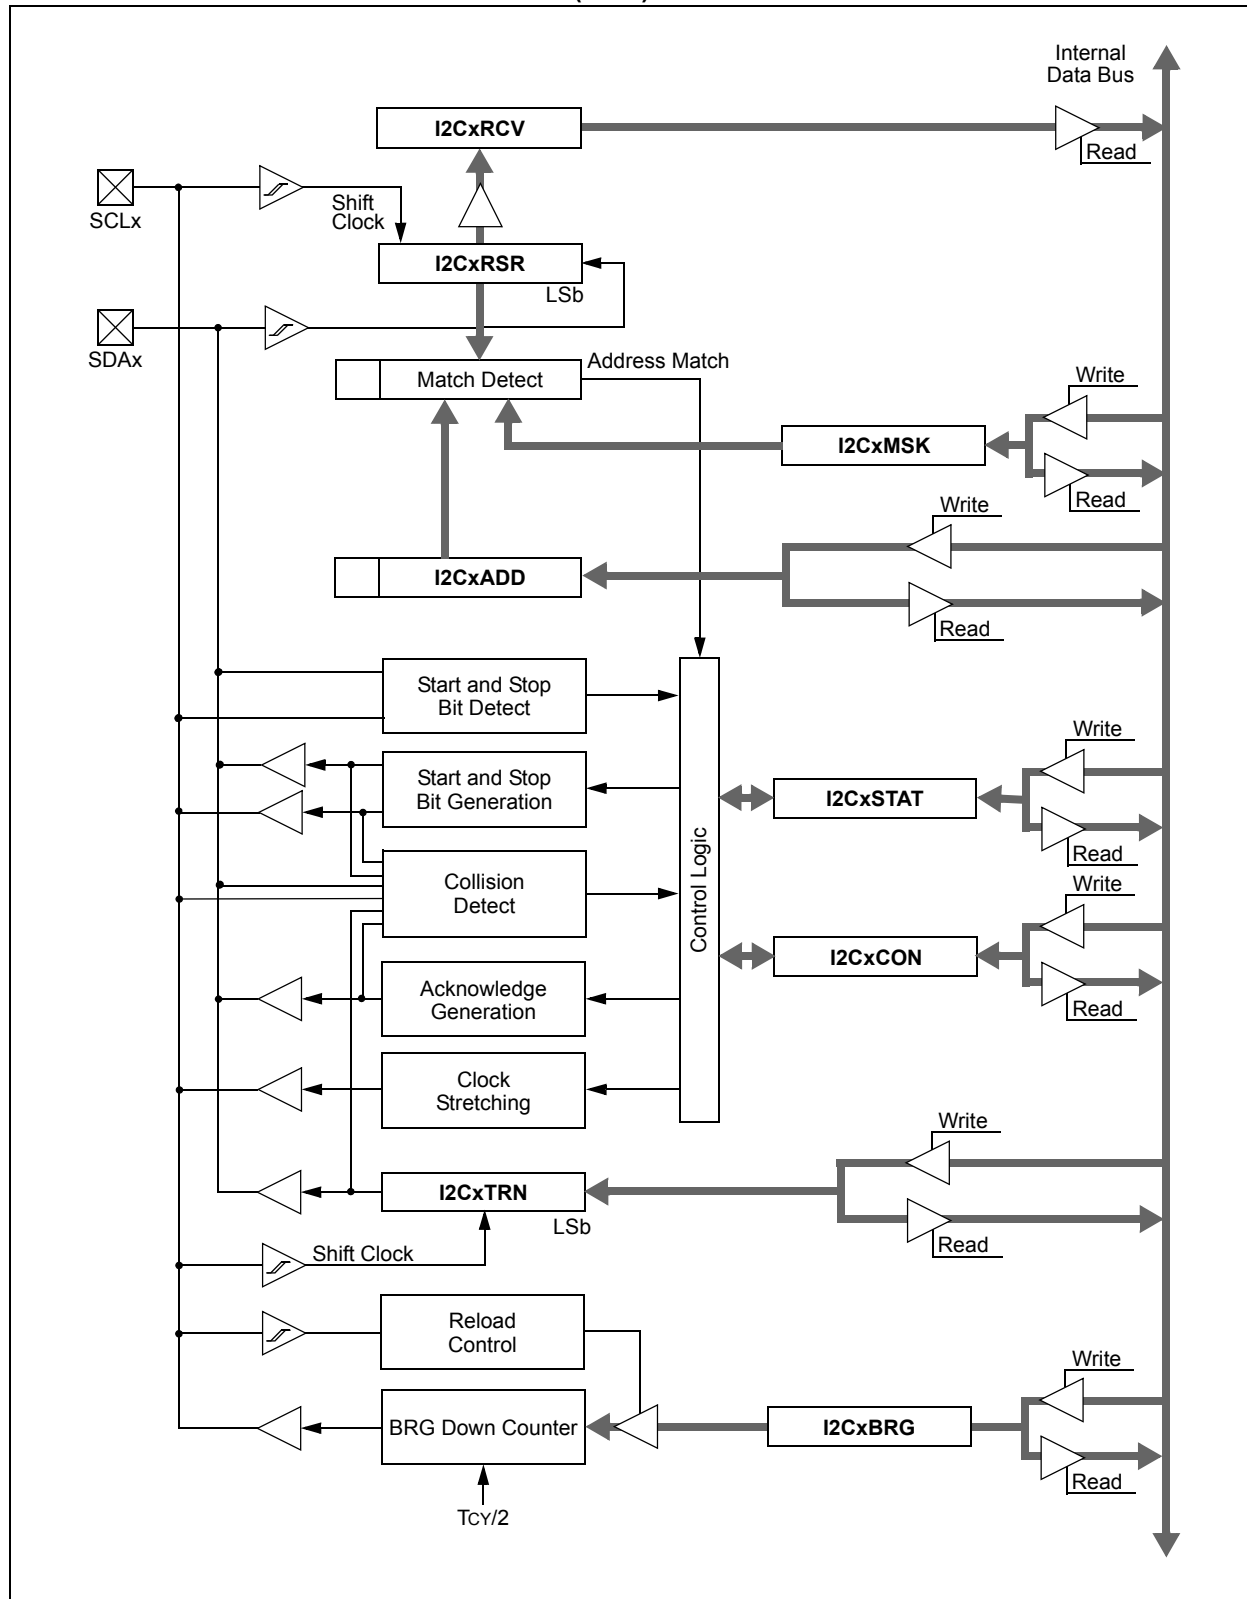 Internal
Data Bus
I2CxRCV
Read
SCLx
Shift
Clock
I2CxRSR
LSb
SDAx
Match Detect
Address Match
Write
I2CxMSK
Read
Write
I2CxADD
Read
Start and Stop
Bit Detect
Write
Start and Stop
Bit Generation
I2CxSTAT
Read
Control Logic
Collision
Detect
Write
I2CxCON
Read
Acknowledge
Generation
Clock
Stretching
Write
I2CxTRN
LSb
Read
Shift Clock
Reload
Control
Write
BRG Down Counter
I2CxBRG
Read
TCY/2